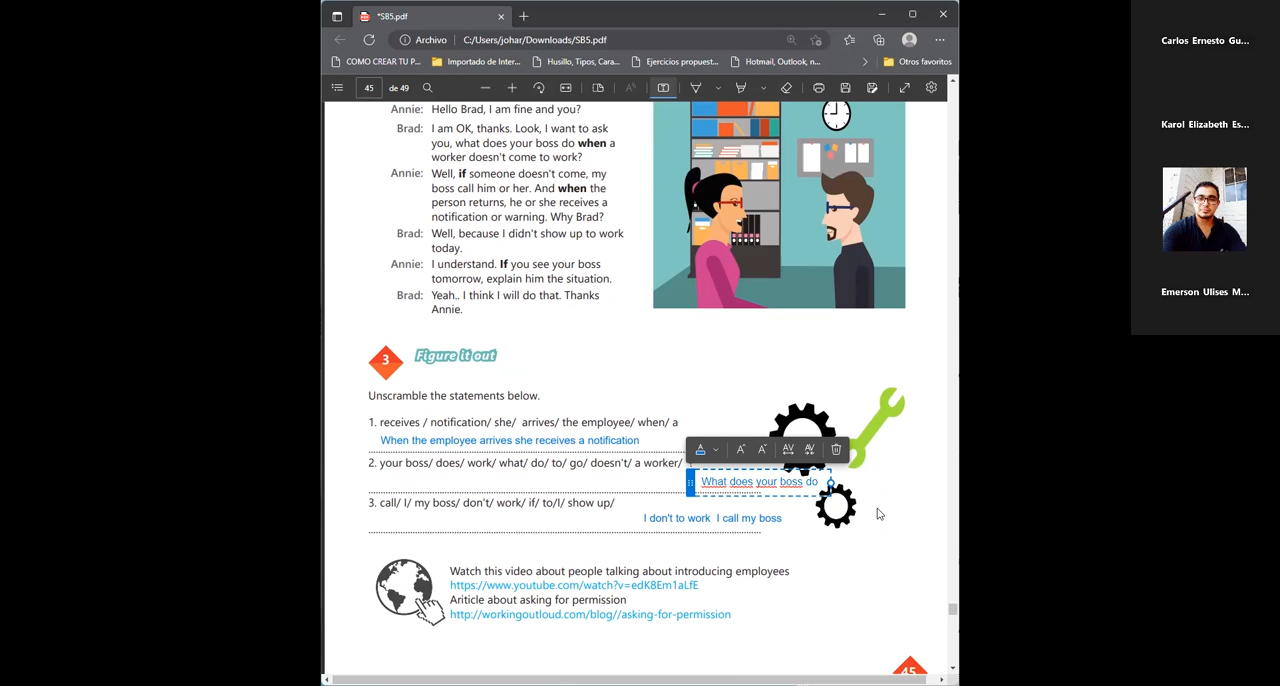 *SB5.pdf
Archivo C:/Users/johar/Downloads/SB5.pdf
COMO CREAR TU P... Importado de Inter... Husillo, Tipos, Cara... Ejercicios propuest... Hotmail, Outlook, n... Otros favoritos
45 de 49
Annie: Hello Brad, I am fine and you?
Brad: I am OK, thanks. Look, I want to ask
you, what does your boss do when a
worker doesn't come to work?
Annie: Well, if someone doesn't come, my
boss call him or her. And when the
person returns, he or she receives a
notification or warning. Why Brad?
Brad: Well, because I didn't show up to work
today.
Annie: I understand. If you see your boss
tomorrow, explain him the situation.
Brad: Yeah.. I think I will do that. Thanks
Annie.
3 Figure it out
Unscramble the statements below.
1. receives / notification/ she/ arrives/ the employee/ when/ a
When the employee arrives she receives a notification
2. your boss/ does/ work/ what/ do/ to/ go/ doesn't/ a worker/
What does your boss do
3. call/ I/ my boss/ don't/ work/ if/ to/I/ show up/
I don't to work I call my boss
Watch this video about people talking about introducing employees
https://www.youtube.com/watch?v=edK8Em1aLfE
Ariticle about asking for permission
http://workingoutloud.com/blog//asking-for-permission
45
Carlos Ernesto Gu...
Karol Elizabeth Es...
Emerson Ulises M...